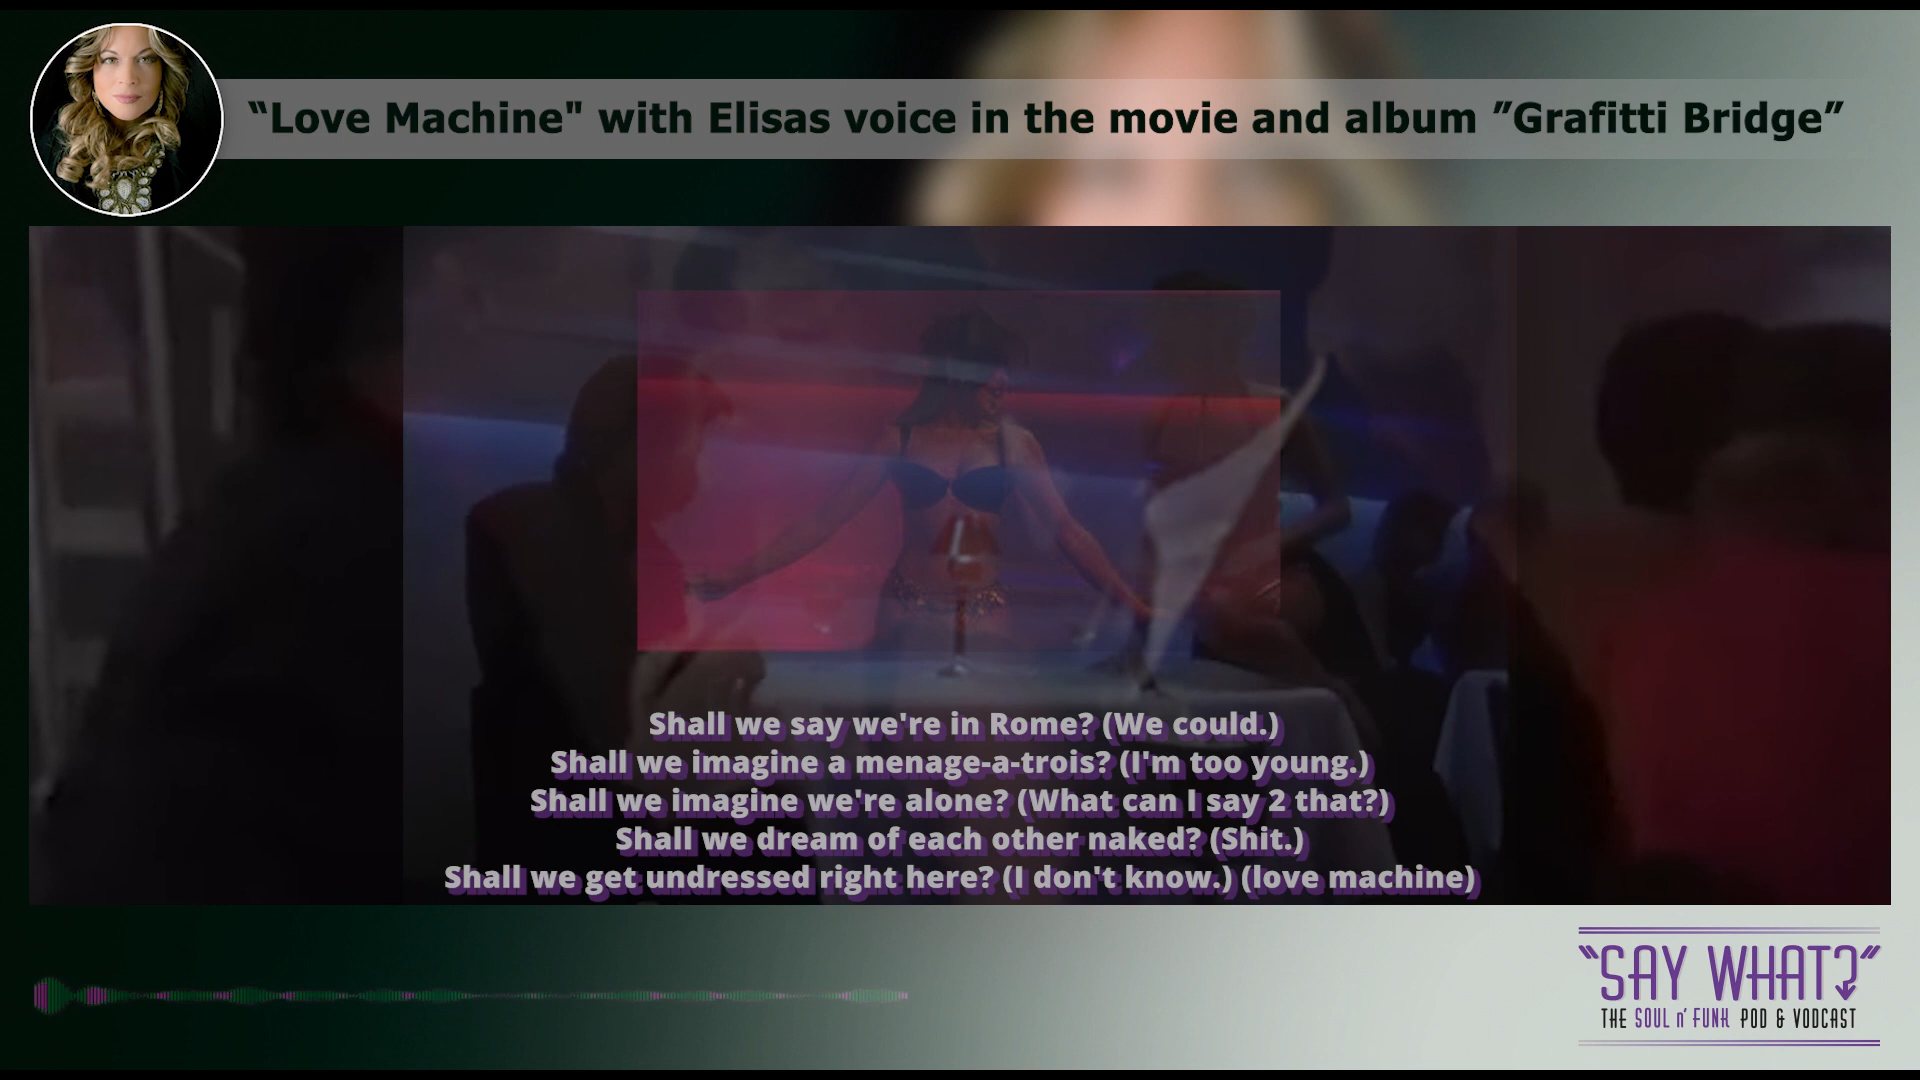 “Love Machine" with Elisas voice in the movie and album ”Grafitti Bridge”
Shall we say we're in Rome? (We could.)
Shall we imagine a menage-a-trois? (I'm too young.)
Shall we imagine we're alone? (What can I say 2 that?)
Shall we dream of each other naked? (Shit.)
Shall we get undressed right here? (I don't know.) (love machine)
“SAY WHAT?”
THE SOUL n' FUNK POD & VODCAST